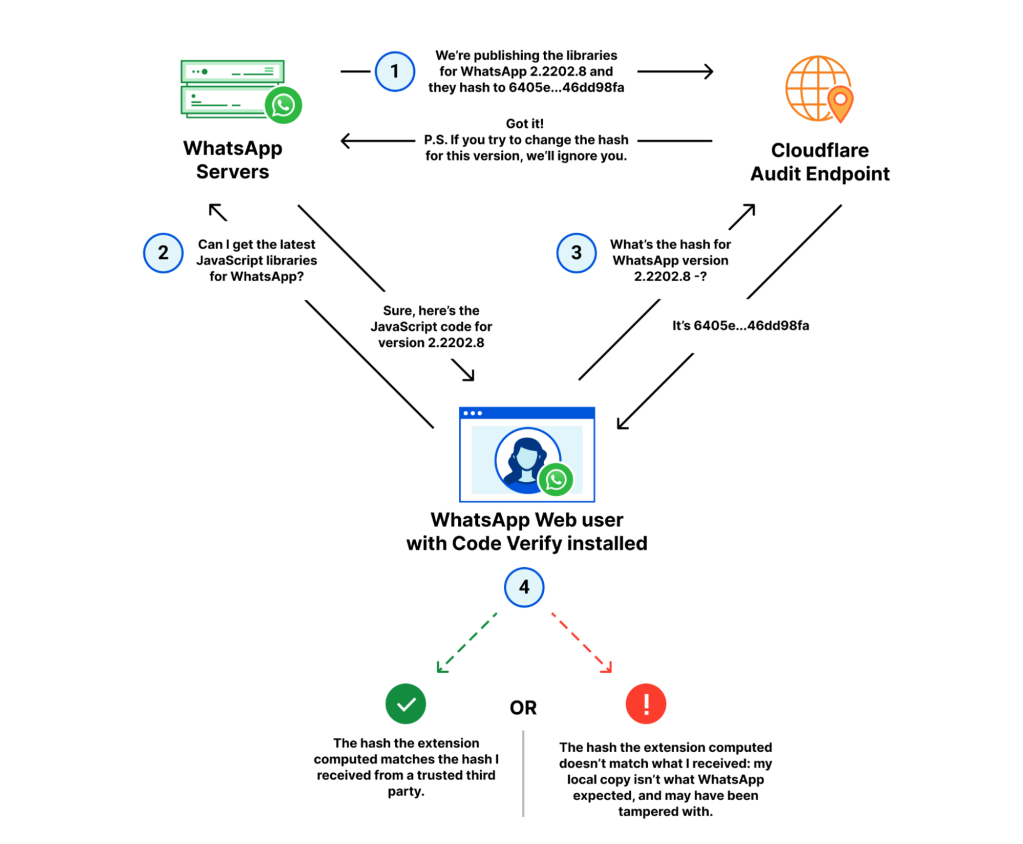 1
We're publishing the libraries
for WhatsApp 2.2202.8 and
they hash to 6405e...46dd98fa
Got it!
P.S. If you try to change the hash
for this version, we'll ignore you.
WhatsApp
Servers
Cloudflare
Audit Endpoint
2
Can I get the latest
JavaScript libraries
for WhatsApp?
Sure, here's the
JavaScript code for
version 2.2202.8
3
What's the hash for
WhatsApp version
2.2202.8 -?
It's 6405e...46dd98fa
WhatsApp Web user
with Code Verify installed
4
OR
The hash the extension
computed matches the hash I
received from a trusted third
party.
!
The hash the extension computed
doesn't match what I received: my
local copy isn't what WhatsApp
expected, and may have been
tampered with.